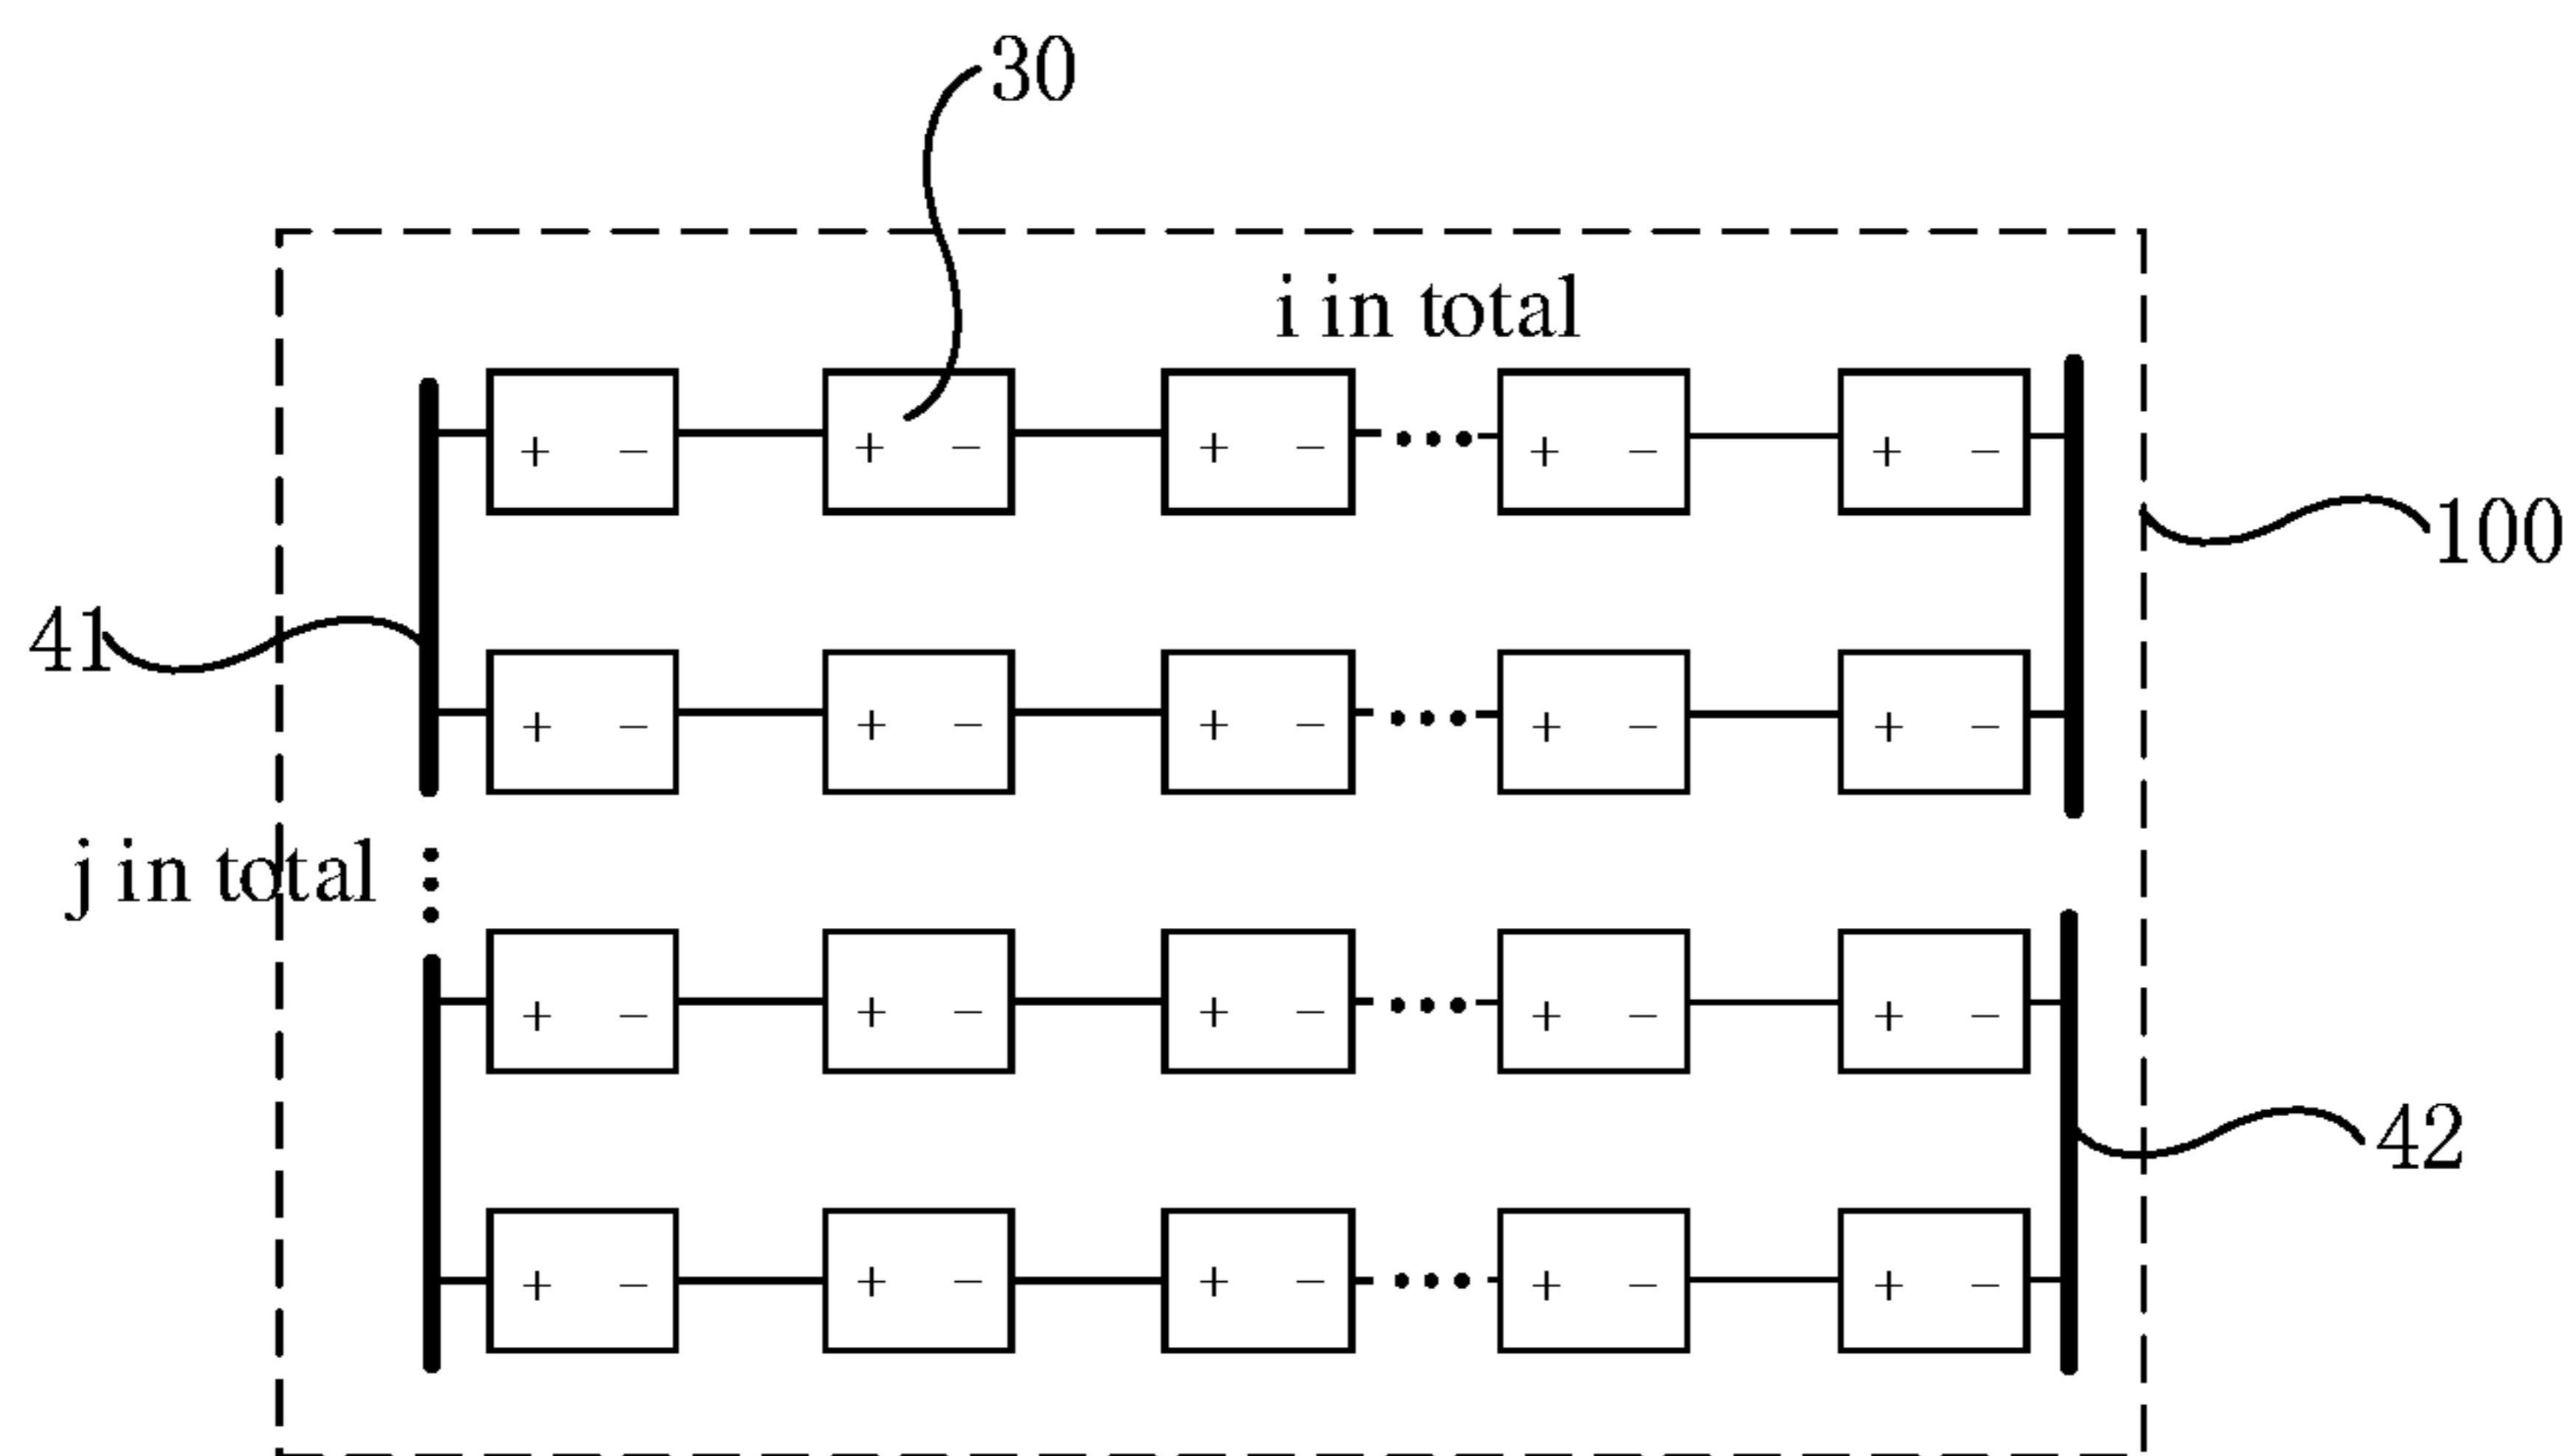 30
i in total
+ − + − + − ••• + − + −
100
41
+ − + − + − ••• + − + −
j in total
+ − + − + − ••• + − + −
42
+ − + − + − ••• + − + −